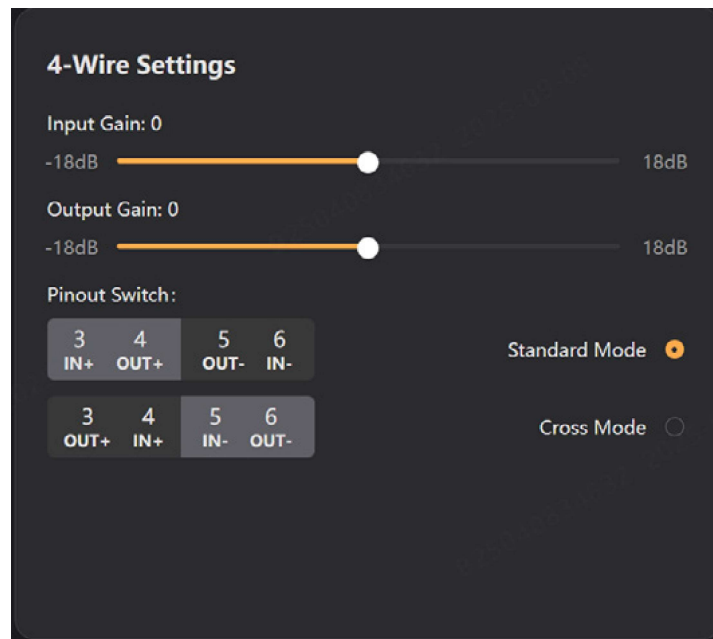 4-Wire Settings
Input Gain: 0
-18dB 18dB
Output Gain: 0
-18dB 18dB
Pinout Switch:
3 4 5 6
IN+ OUT+ OUT- IN-
Standard Mode
3 4 5 6
OUT+ IN+ IN- OUT-
Cross Mode